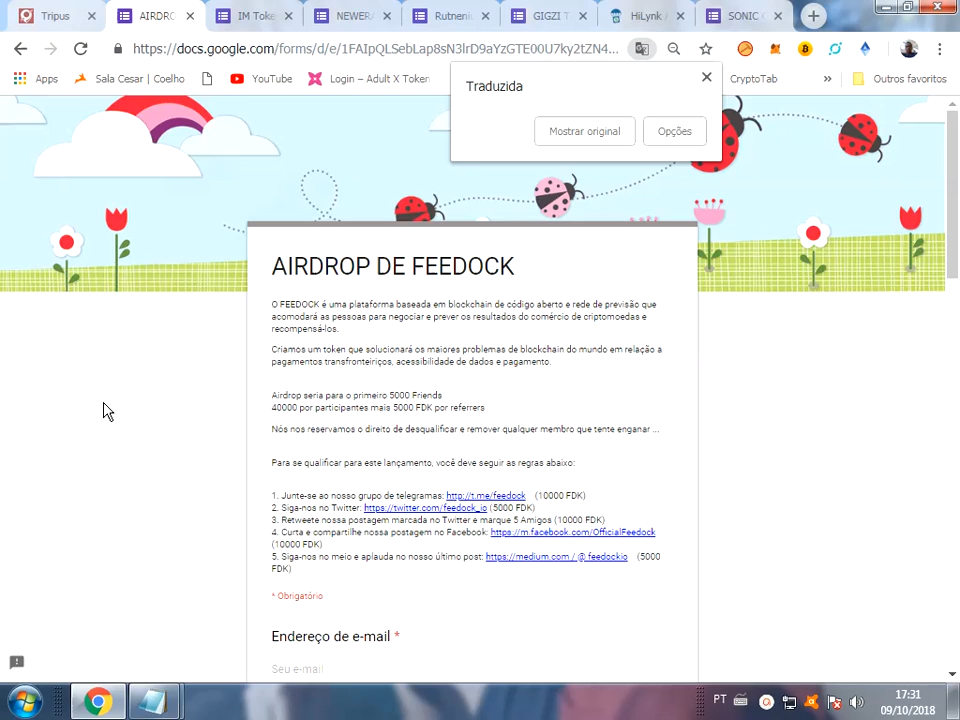 Tripus
AIRDRO
IM Toke
NEWERA
Rutneniu
GIGZI T
HiLynk A
SONIC C
https://docs.google.com/forms/d/e/1FAIpQLSebLap8sN3lrD9aYzGTE00U7ky2tZN4...
Apps
Sala Cesar | Coelho
YouTube
Login – Adult X Token
CryptoTab
»
Outros favoritos
Traduzida
Mostrar original
Opções
AIRDROP DE FEEDOCK
O FEEDOCK é uma plataforma baseada em blockchain de código aberto e rede de previsão que
acomodará as pessoas para negociar e prever os resultados do comércio de criptomoedas e
recompensá-los.
Criamos um token que solucionará os maiores problemas de blockchain do mundo em relação a
pagamentos transfronteiriços, acessibilidade de dados e pagamento.
Airdrop seria para o primeiro 5000 Friends
40000 por participantes mais 5000 FDK por referrers
Nós nos reservamos o direito de desqualificar e remover qualquer membro que tente enganar ...
Para se qualificar para este lançamento, você deve seguir as regras abaixo:
1. Junte-se ao nosso grupo de telegramas: http://t.me/feedock (10000 FDK)
2. Siga-nos no Twitter: https://twitter.com/feedock_io (5000 FDK)
3. Retweete nossa postagem marcada no Twitter e marque 5 Amigos (10000 FDK)
4. Curta e compartilhe nossa postagem no Facebook: https://m.facebook.com/OfficialFeedock
(10000 FDK)
5. Siga-nos no meio e aplauda no nosso último post: https://medium.com / @ feedockio (5000
FDK)
* Obrigatório
Endereço de e-mail *
Seu e-mail
PT
17:31
09/10/2018